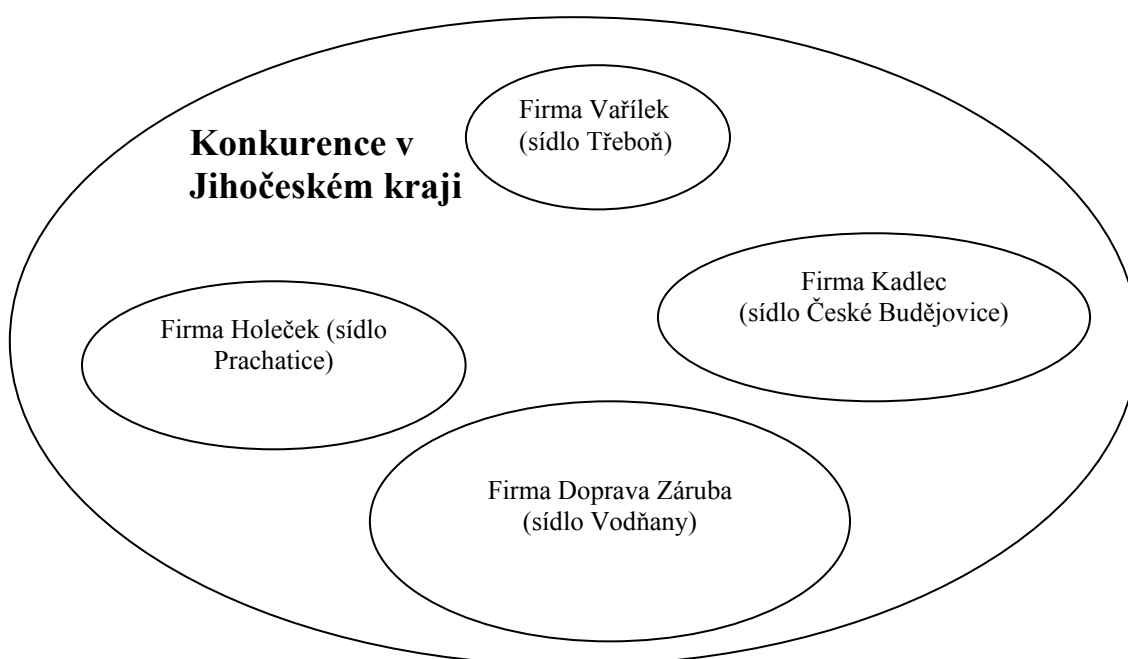 Firma Vařílek
(sídlo Třeboň)
Konkurence v
Jihočeském kraji
Firma Kadlec
(sídlo České Budějovice)
Firma Holeček (sídlo
Prachatice)
Firma Doprava Záruba
(sídlo Vodňany)